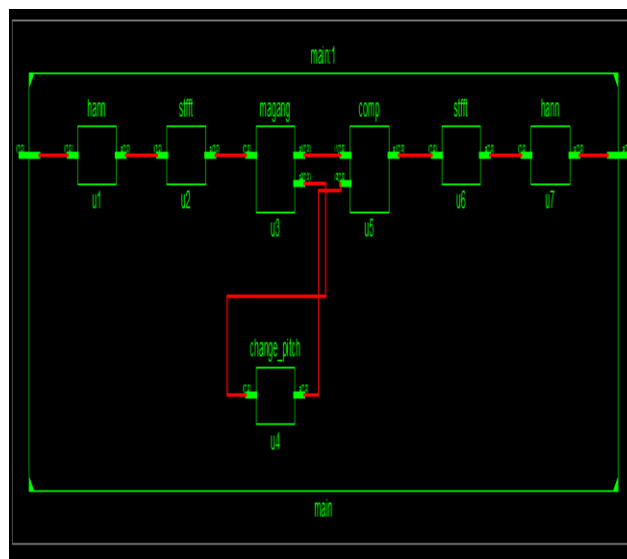 main:1
hann stfft magang comp stfft hann
u1 u2 u3 u5 u6 u7
change_pitch
u4
main